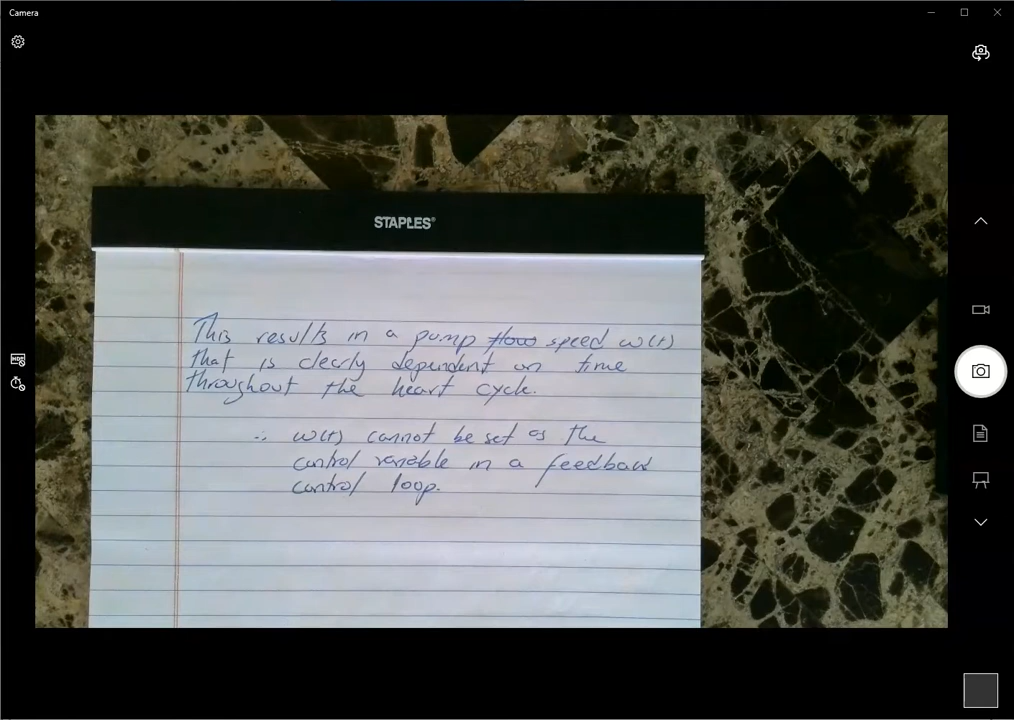 Camera
STAPLES®
This results in a pump flow speed ω(t)
that is clearly dependent on time
throughout the heart cycle.
∴ ω(t) cannot be set as the
control variable in a feedback
control loop.